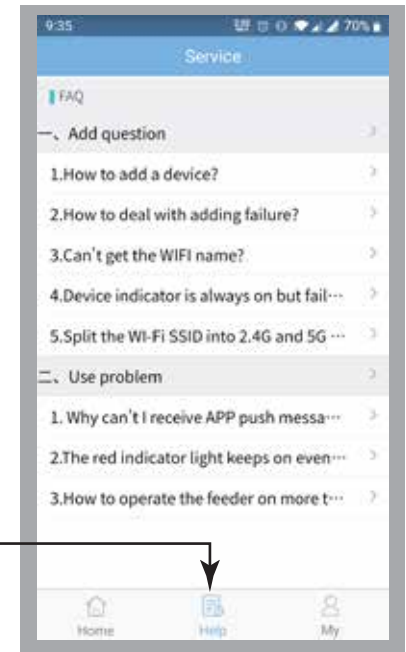 9:35
70%
Service
FAQ
一、Add question
1.How to add a device?
2.How to deal with adding failure?
3.Can't get the WIFI name?
4.Device indicator is always on but fail…
5.Split the WI-Fi SSID into 2.4G and 5G …
二、Use problem
1. Why can't I receive APP push messa…
2.The red indicator light keeps on even…
3.How to operate the feeder on more t…
Home
Help
My